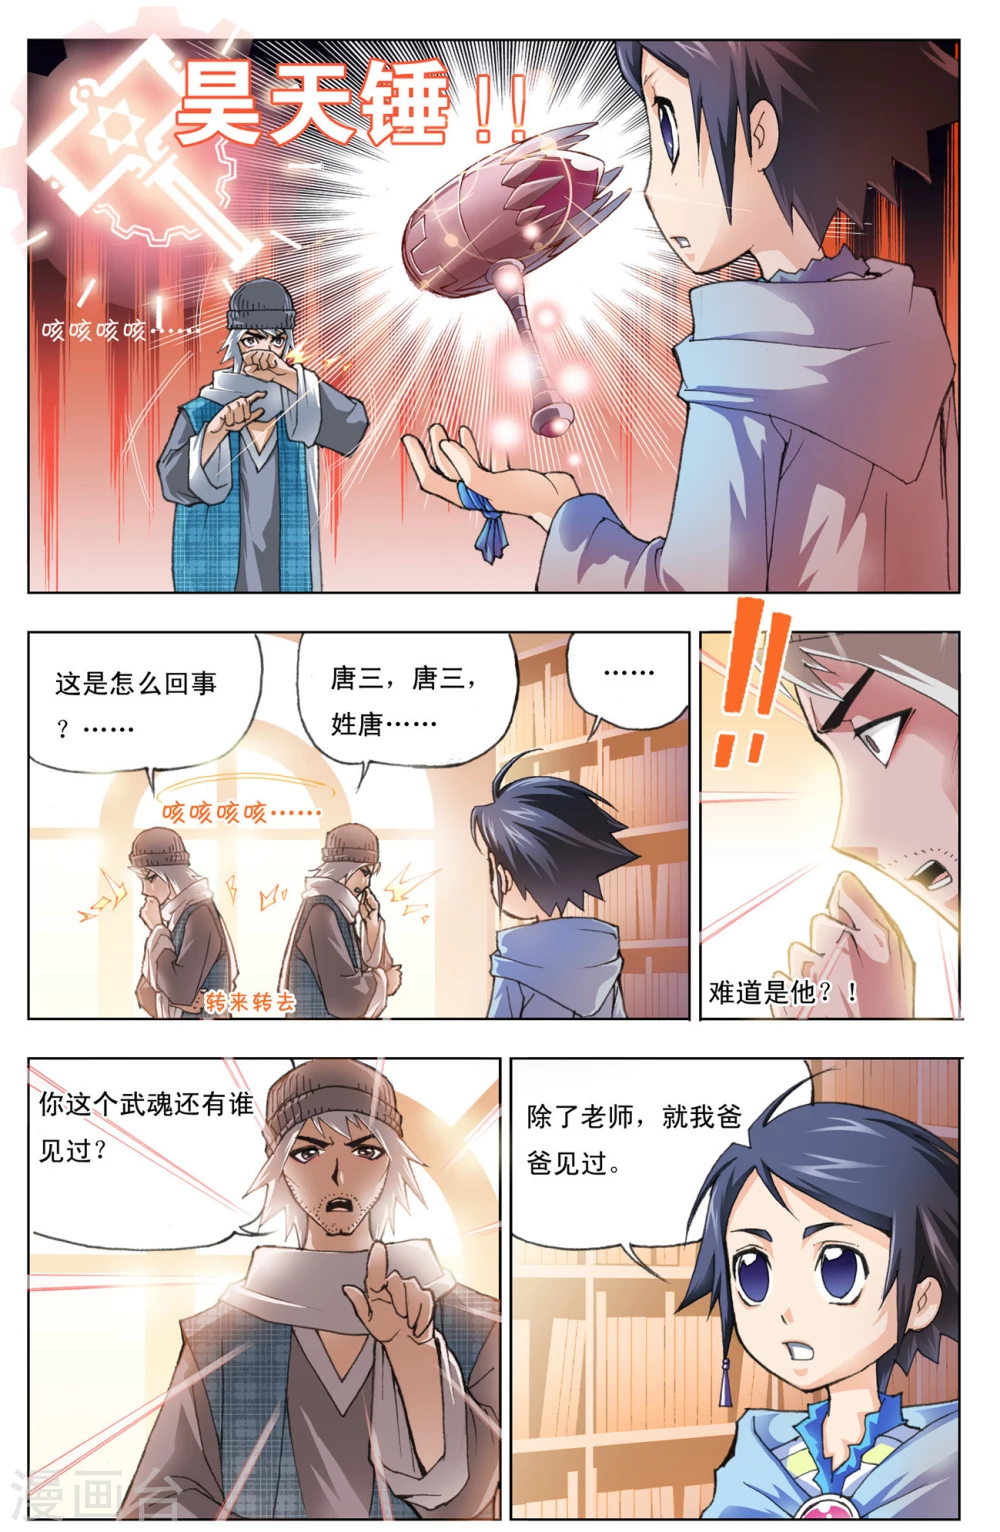 昊天锤!!
咳咳咳咳……
这是怎么回事
？……
唐三，唐三，
姓唐……
……
咳咳咳咳……
转来转去
!!
难道是他？！
你这个武魂还有谁
见过？
除了老师，就我爸
爸见过。
漫画台